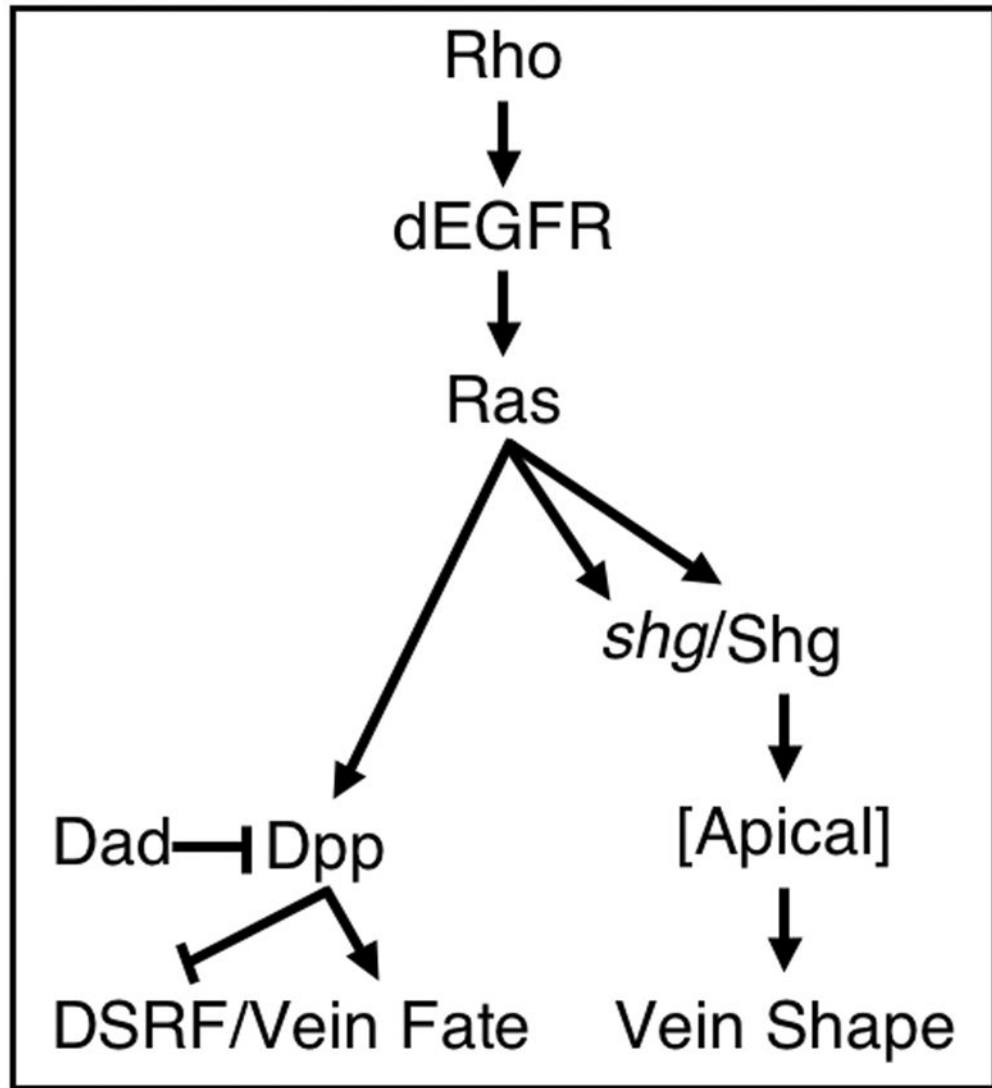 Rho
dEGFR
Ras
shg/Shg
Dad Dpp
[Apical]
DSRF/Vein Fate
Vein Shape